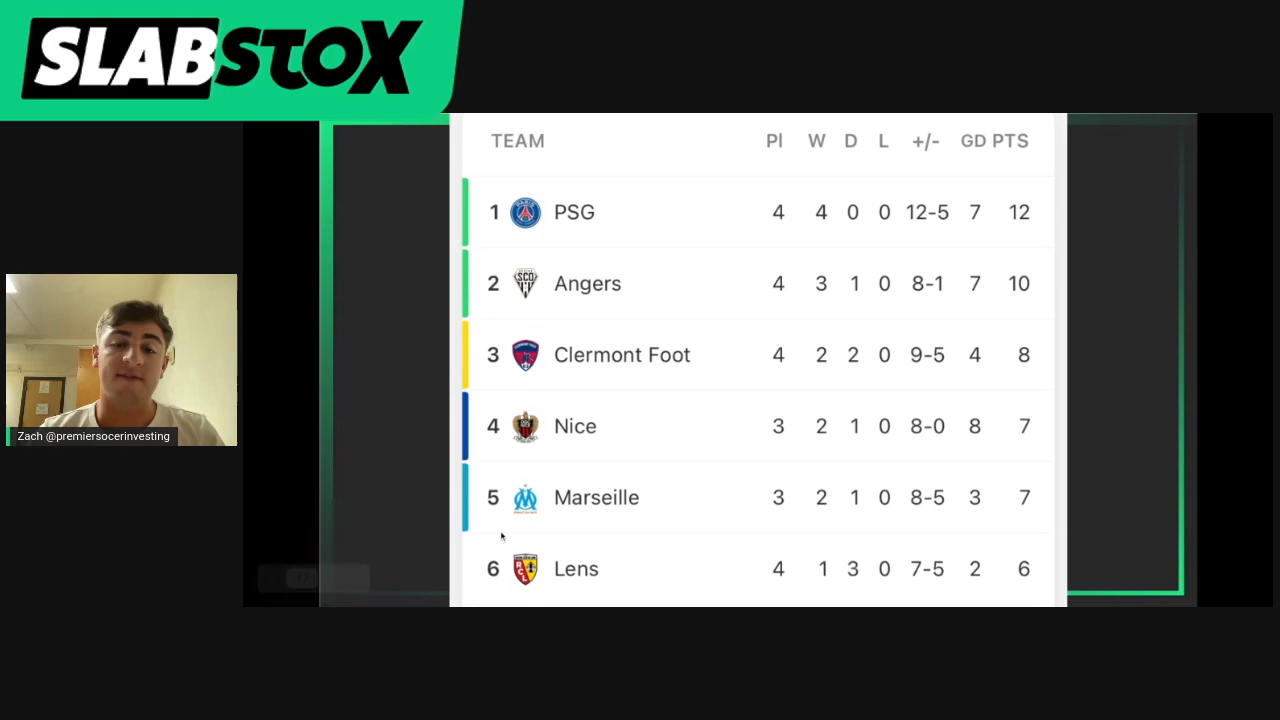 SLABSTOX
TEAM Pl W D L +/- GD PTS
1 PSG 4 4 0 0 12-5 7 12
2 Angers 4 3 1 0 8-1 7 10
3 Clermont Foot 4 2 2 0 9-5 4 8
4 Nice 3 2 1 0 8-0 8 7
5 Marseille 3 2 1 0 8-5 3 7
6 Lens 4 1 3 0 7-5 2 6
Zach @premiersocerinvesting
17
SCO
RCL